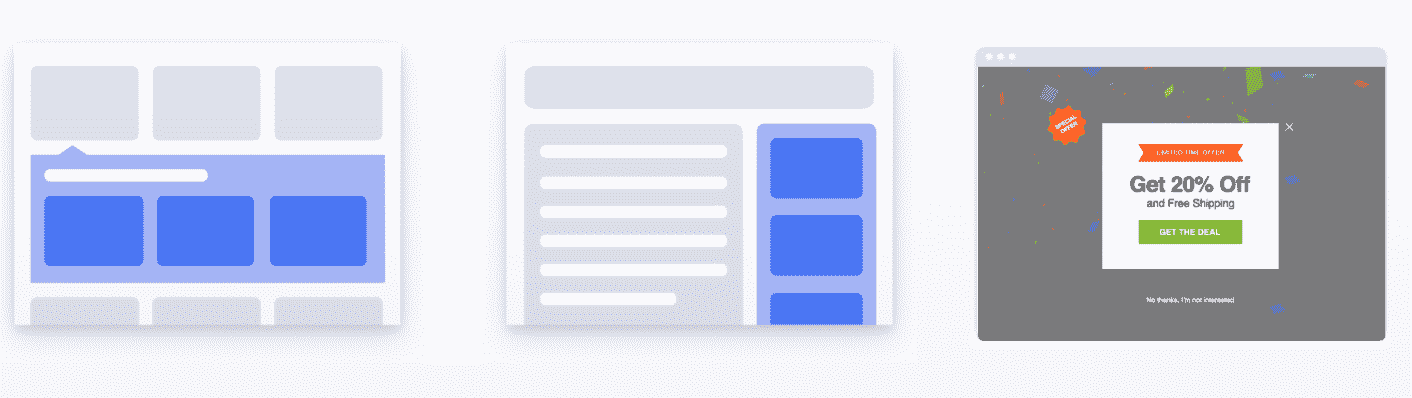 SPECIAL
OFFER
LIMITED TIME OFFER
Get 20% Off
and Free Shipping
GET THE DEAL
No thanks, I'm not interested